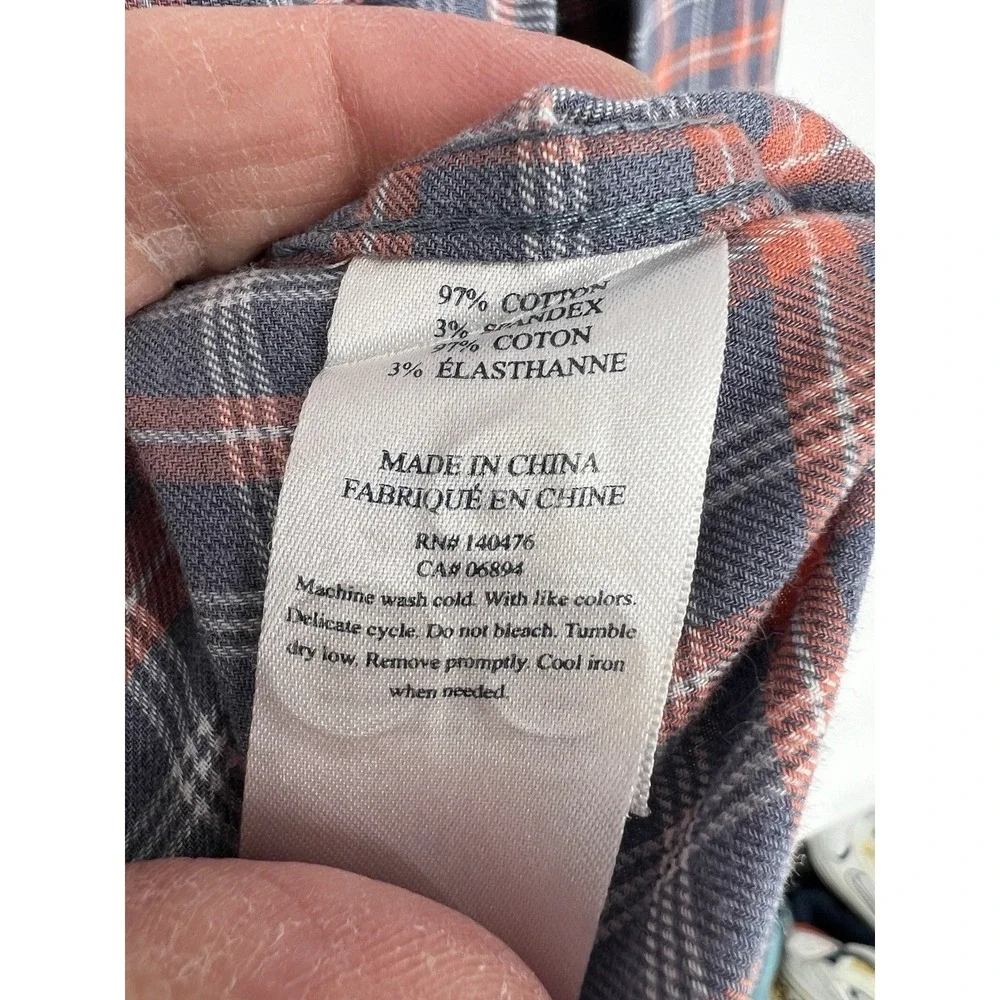 97% COTTON
3% SPANDEX
97% COTON
3% ÉLASTHANNE
MADE IN CHINA
FABRIQUÉ EN CHINE
RN# 140476
CA# 06894
Machine wash cold. With like colors.
Delicate cycle. Do not bleach. Tumble
dry low. Remove promptly. Cool iron
when needed.